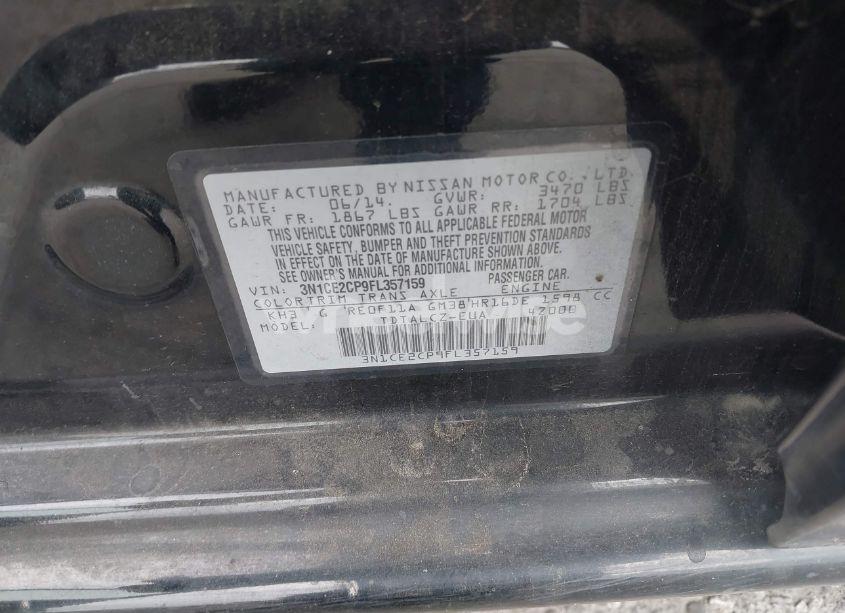 MANUFACTURED BY NISSAN MOTOR CO., LTD.
DATE: 06/14. GVWR: 3470 LBS
GAWR FR: 1867 LBS GAWR RR: 1704 LBS
THIS VEHICLE CONFORMS TO ALL APPLICABLE FEDERAL MOTOR
VEHICLE SAFETY, BUMPER AND THEFT PREVENTION STANDARDS
IN EFFECT ON THE DATE OF MANUFACTURE SHOWN ABOVE.
SEE OWNER'S MANUAL FOR ADDITIONAL INFORMATION.
VIN: 3N1CE2CP9FL357159 PASSENGER CAR.
COLOR TRIM TRANS AXLE ENGINE
KH3 G RE0F11A GM38 HR16DE 1598 CC
MODEL: TDTALCZ-EUA 47000
3N1CE2CP9FL357159